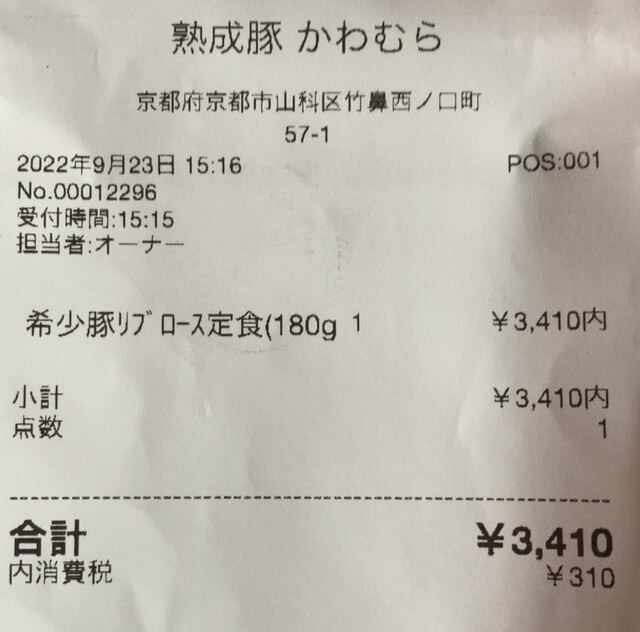 熟成豚 かわむら
京都府京都市山科区竹鼻西ノ口町
57-1
2022年9月23日 15:16 POS:001
No.00012296
受付時間:15:15
担当者:オーナー
希少豚リブロース定食(180g 1 ¥3,410内
小計 ¥3,410内
点数 1
合計 ¥3,410
内消費税 ¥310